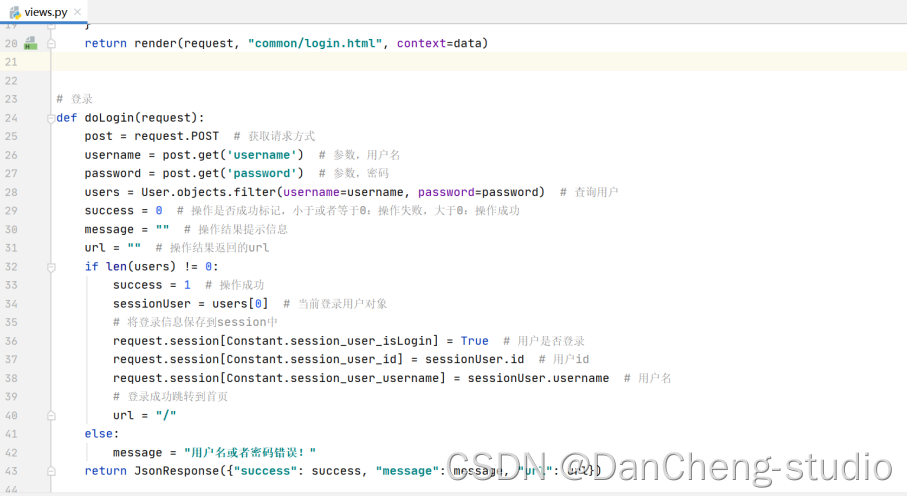 views.py
19 }
20 return render(request, "common/login.html", context=data)
21
22
23 # 登录
24 def doLogin(request):
25 post = request.POST # 获取请求方式
26 username = post.get('username') # 参数，用户名
27 password = post.get('password') # 参数，密码
28 users = User.objects.filter(username=username, password=password) # 查询用户
29 success = 0 # 操作是否成功标记，小于或者等于0：操作失败，大于0：操作成功
30 message = "" # 操作结果提示信息
31 url = "" # 操作结果返回的url
32 if len(users) != 0:
33 success = 1 # 操作成功
34 sessionUser = users[0] # 当前登录用户对象
35 # 将登录信息保存到session中
36 request.session[Constant.session_user_isLogin] = True # 用户是否登录
37 request.session[Constant.session_user_id] = sessionUser.id # 用户id
38 request.session[Constant.session_user_username] = sessionUser.username # 用户名
39 # 登录成功跳转到首页
40 url = "/"
41 else:
42 message = "用户名或者密码错误！"
43 return JsonResponse({"success": success, "message": message, "url": url})
44
CSDN @DanCheng-studio